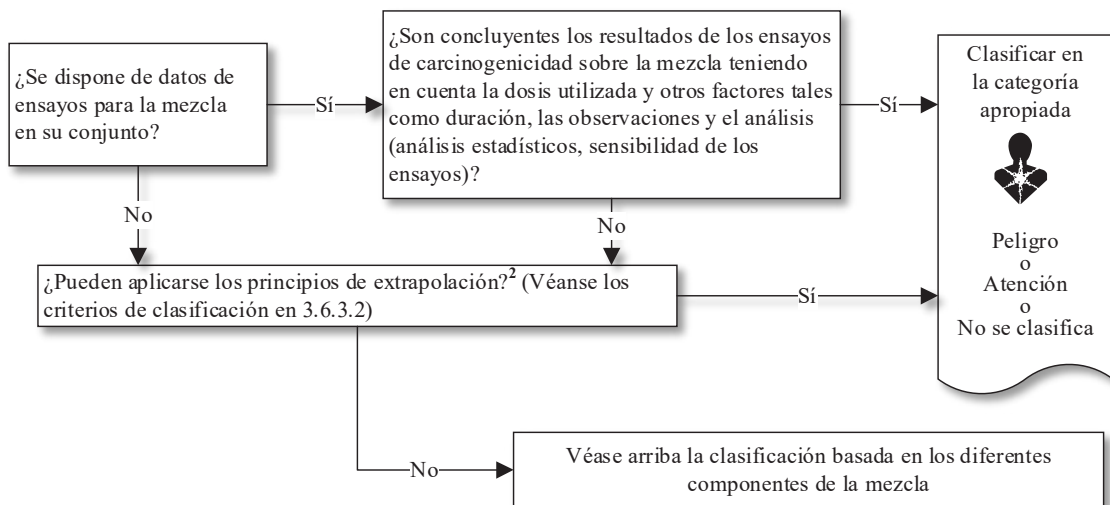 ¿Se dispone de datos de
ensayos para la mezcla
en su conjunto?
Sí
¿Son concluyentes los resultados de los ensayos
de carcinogenicidad sobre la mezcla teniendo
en cuenta la dosis utilizada y otros factores tales
como duración, las observaciones y el análisis
(análisis estadísticos, sensibilidad de los
ensayos)?
Sí
Clasificar en
la categoría
apropiada
Peligro
o
Atención
o
No se clasifica
No
No
¿Pueden aplicarse los principios de extrapolación?² (Véanse los
criterios de clasificación en 3.6.3.2)
Sí
No
Véase arriba la clasificación basada en los diferentes
componentes de la mezcla